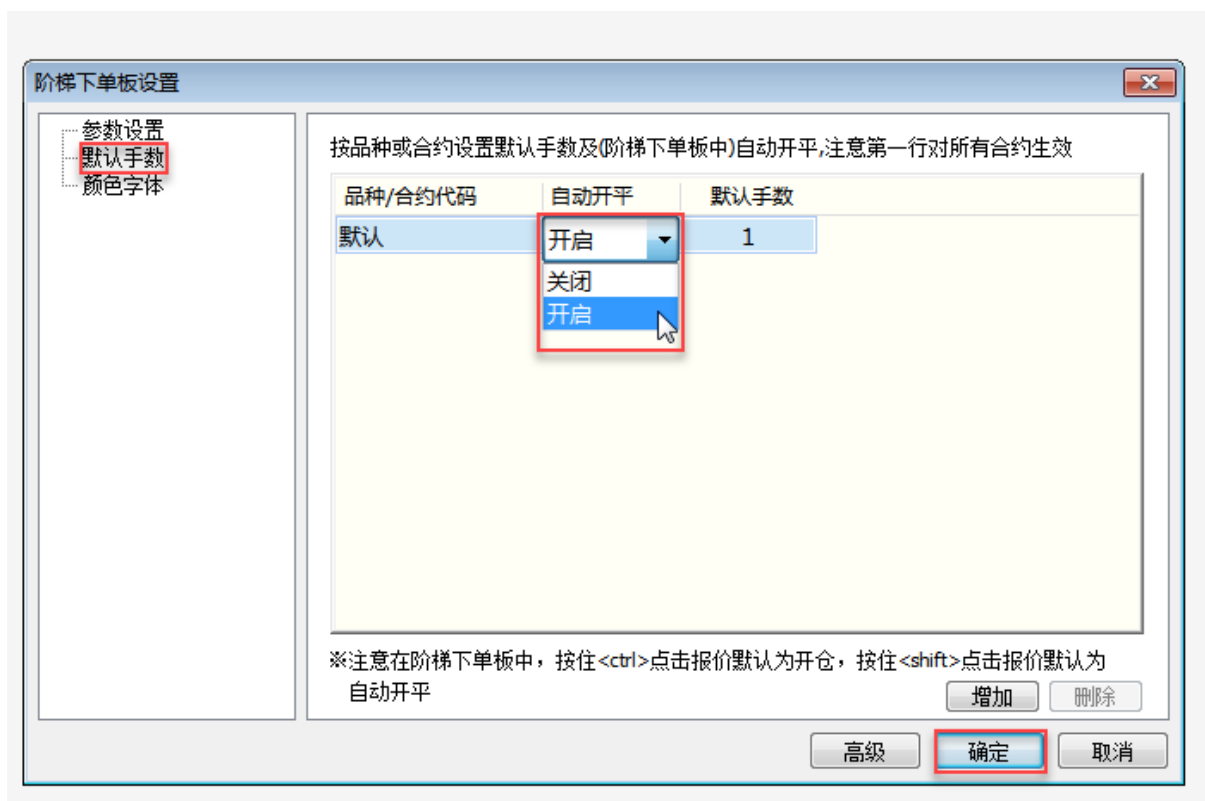 阶梯下单板设置
参数设置
默认手数
颜色字体
按品种或合约设置默认手数及(阶梯下单板中)自动开平,注意第一行对所有合约生效
品种/合约代码 自动开平 默认手数
默认 开启 1
关闭
开启
※注意在阶梯下单板中，按住<ctrl>点击报价默认为开仓，按住<shift>点击报价默认为
自动开平
增加 删除
高级 确定 取消